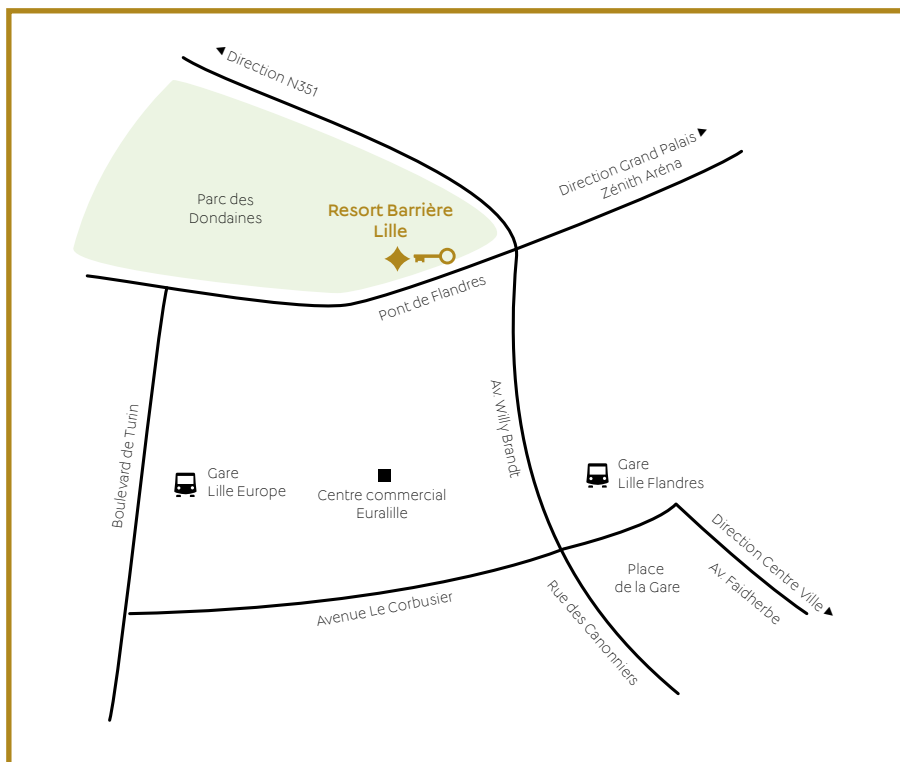 Direction N351
Direction Grand Palais
Zénith Aréna
Parc des
Dondaines
Resort Barrière
Lille
Pont de Flandres
Av. Willy Brandt
Boulevard de Turin
Gare
Lille Europe
Centre commercial
Euralille
Gare
Lille Flandres
Direction Centre Ville
Av. Faidherbe
Place
de la Gare
Avenue Le Corbusier
Rue des Canonniers